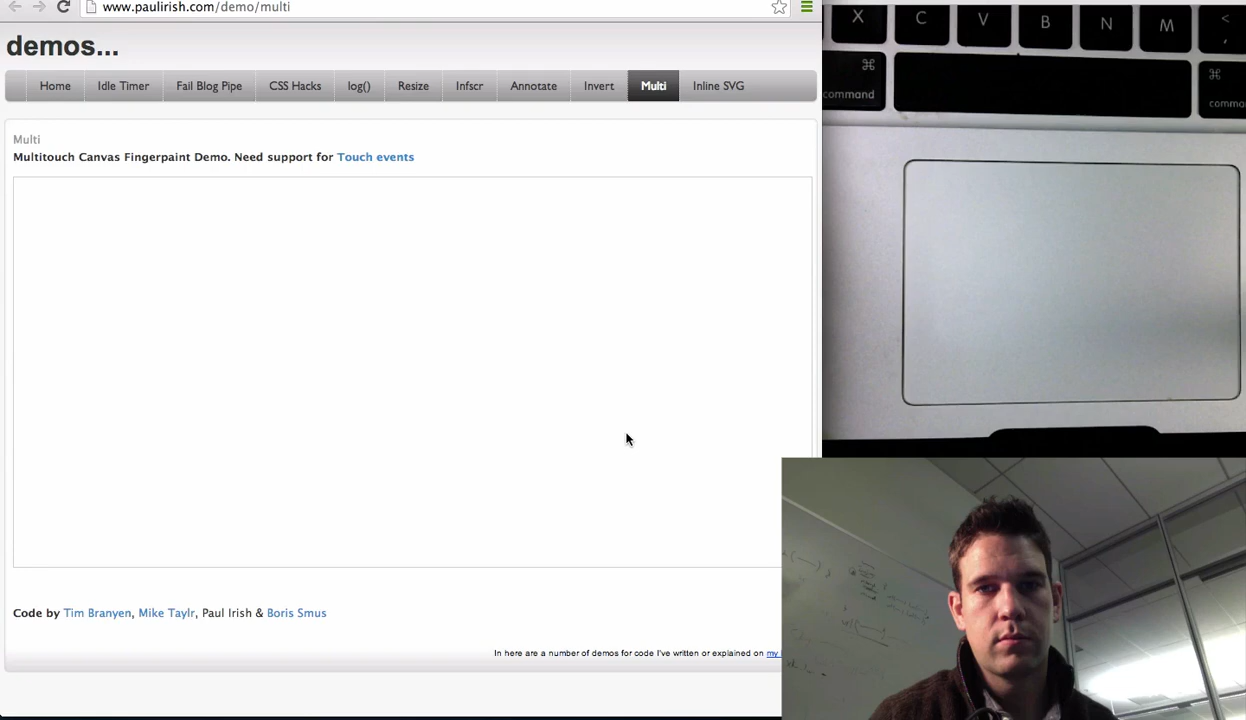 www.paulirish.com/demo/multi
demos...
Home Idle Timer Fail Blog Pipe CSS Hacks log() Resize Infscr Annotate Invert Multi Inline SVG
Multi
Multitouch Canvas Fingerpaint Demo. Need support for Touch events
Code by Tim Branyen, Mike Taylr, Paul Irish & Boris Smus
In here are a number of demos for code I've written or explained on my
X C V B N M < ,
⌘ ⌘
command comman